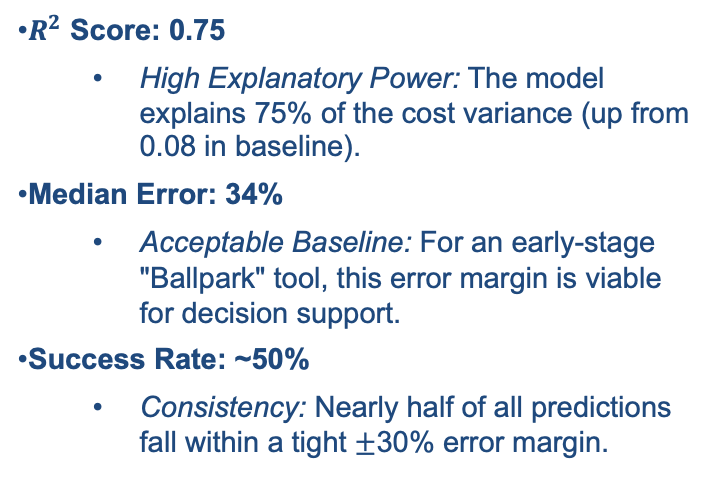 •R² Score: 0.75
• High Explanatory Power: The model
explains 75% of the cost variance (up from
0.08 in baseline).
•Median Error: 34%
• Acceptable Baseline: For an early-stage
"Ballpark" tool, this error margin is viable
for decision support.
•Success Rate: ~50%
• Consistency: Nearly half of all predictions
fall within a tight ±30% error margin.